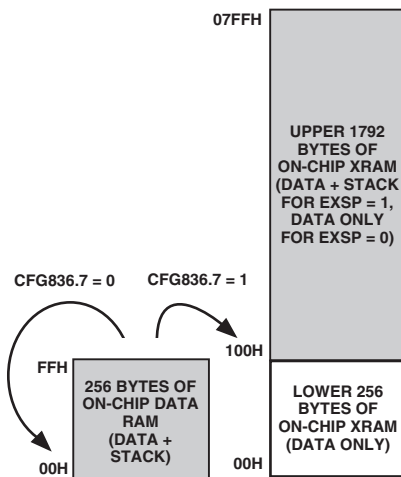 07FFH
UPPER 1792
BYTES OF
ON-CHIP XRAM
(DATA + STACK
FOR EXSP = 1,
DATA ONLY
FOR EXSP = 0)
CFG836.7 = 0
CFG836.7 = 1
100H
FFH
256 BYTES OF
ON-CHIP DATA
RAM
(DATA +
STACK)
00H
LOWER 256
BYTES OF
ON-CHIP XRAM
(DATA ONLY)
00H